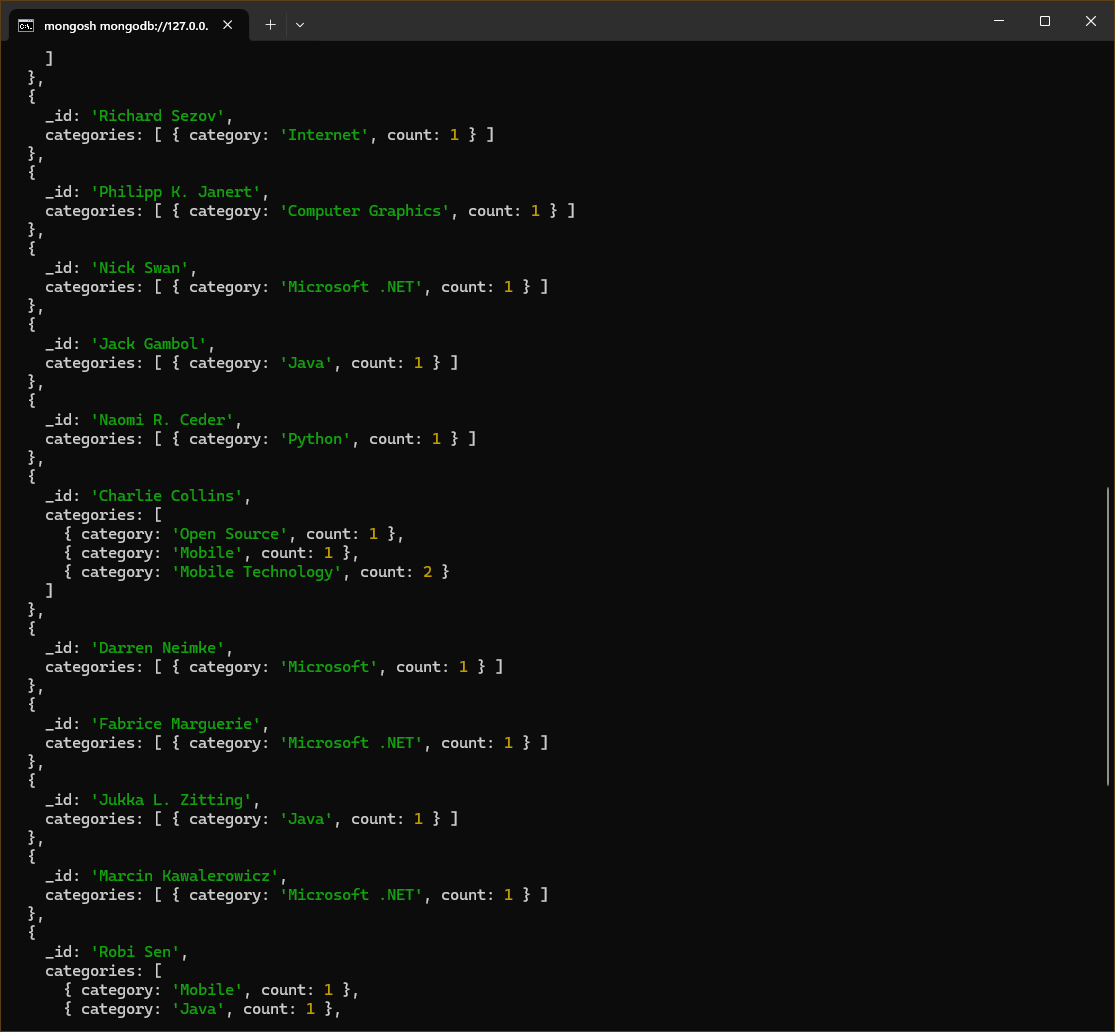 mongosh mongodb://127.0.0.
    ]
  },
  {
    _id: 'Richard Sezov',
    categories: [ { category: 'Internet', count: 1 } ]
  },
  {
    _id: 'Philipp K. Janert',
    categories: [ { category: 'Computer Graphics', count: 1 } ]
  },
  {
    _id: 'Nick Swan',
    categories: [ { category: 'Microsoft .NET', count: 1 } ]
  },
  {
    _id: 'Jack Gambol',
    categories: [ { category: 'Java', count: 1 } ]
  },
  {
    _id: 'Naomi R. Ceder',
    categories: [ { category: 'Python', count: 1 } ]
  },
  {
    _id: 'Charlie Collins',
    categories: [
      { category: 'Open Source', count: 1 },
      { category: 'Mobile', count: 1 },
      { category: 'Mobile Technology', count: 2 }
    ]
  },
  {
    _id: 'Darren Neimke',
    categories: [ { category: 'Microsoft', count: 1 } ]
  },
  {
    _id: 'Fabrice Marguerie',
    categories: [ { category: 'Microsoft .NET', count: 1 } ]
  },
  {
    _id: 'Jukka L. Zitting',
    categories: [ { category: 'Java', count: 1 } ]
  },
  {
    _id: 'Marcin Kawalerowicz',
    categories: [ { category: 'Microsoft .NET', count: 1 } ]
  },
  {
    _id: 'Robi Sen',
    categories: [
      { category: 'Mobile', count: 1 },
      { category: 'Java', count: 1 },